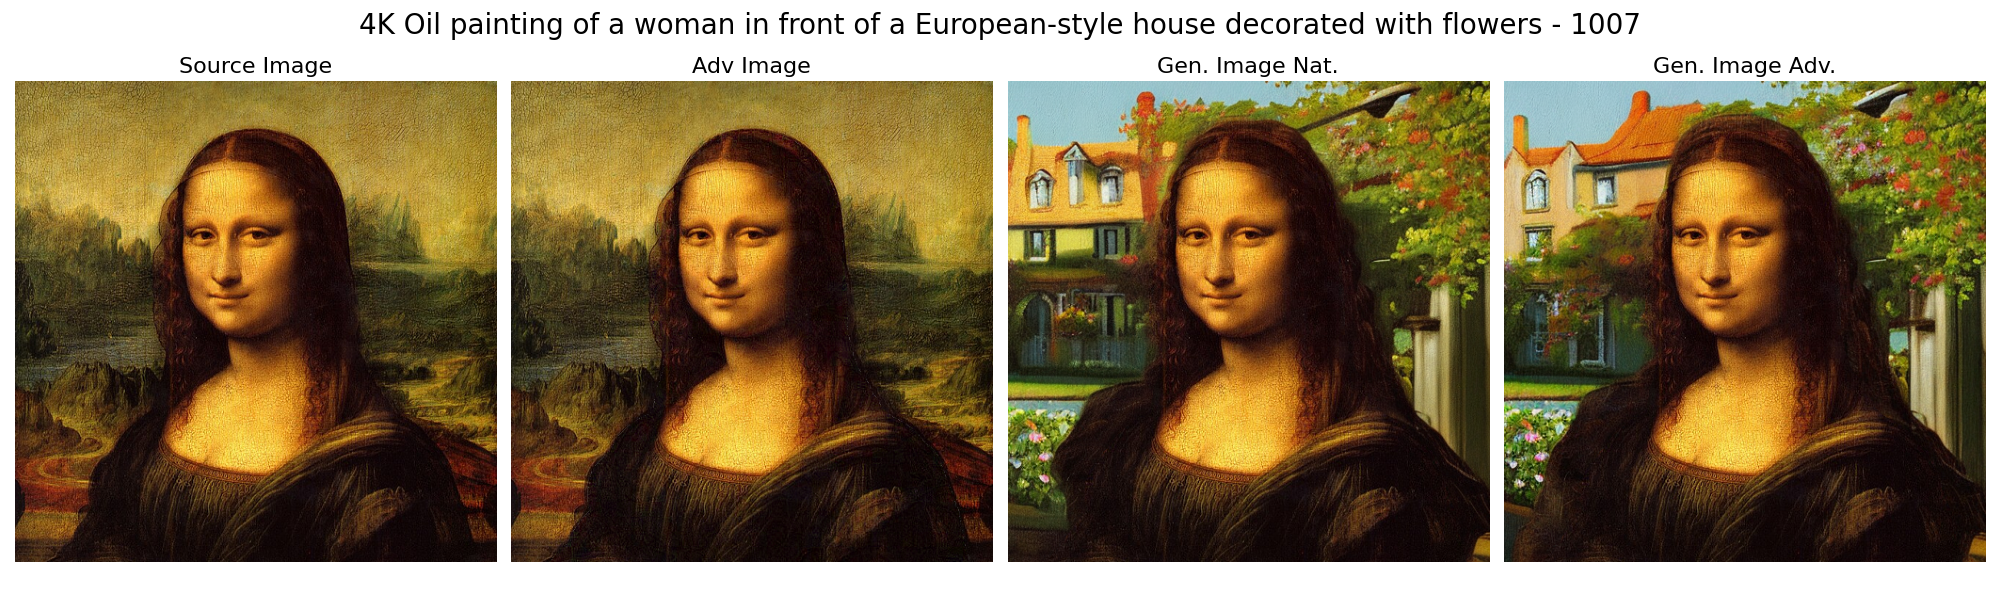 4K Oil painting of a woman in front of a European-style house decorated with flowers - 1007
Source Image
Adv Image
Gen. Image Nat.
Gen. Image Adv.